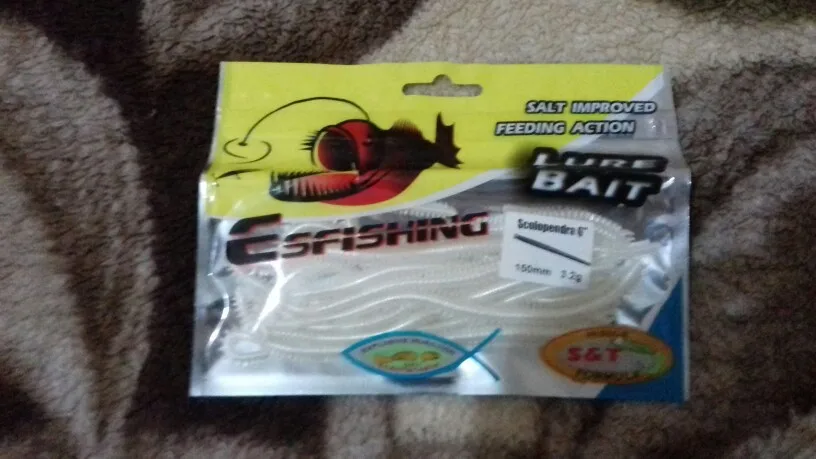 SALT IMPROVED
FEEDING ACTION
LURE
BAIT
ESFISHING
Scolopendra 6"
150mm 3.2g
S&T